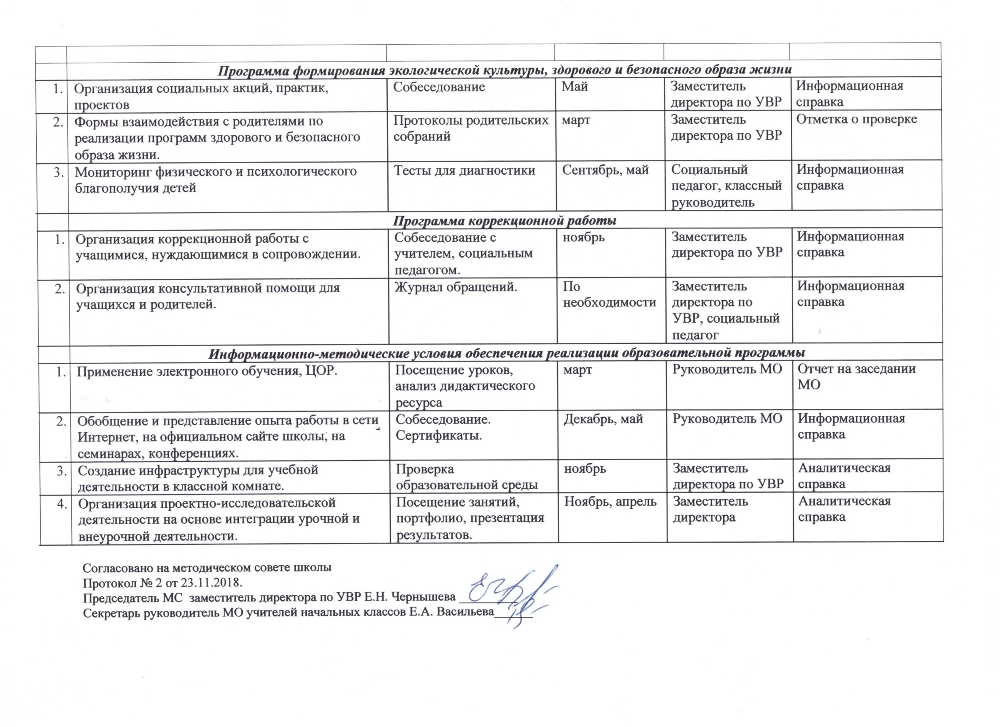 Программа формирования экологической культуры, здорового и безопасного образа жизни
1. Организация социальных акций, практик, Собеседование Май Заместитель Информационная
проектов директора по УВР справка
2. Формы взаимодействия с родителями по Протоколы родительских март Заместитель Отметка о проверке
реализации программ здорового и безопасного собраний директора по УВР
образа жизни.
3. Мониторинг физического и психологического Тесты для диагностики Сентябрь, май Социальный Информационная
благополучия детей педагог, классный справка
руководитель
Программа коррекционной работы
1. Организация коррекционной работы с Собеседование с ноябрь Заместитель Информационная
учащимися, нуждающимися в сопровождении. учителем, социальным директора по УВР справка
педагогом.
2. Организация консультативной помощи для Журнал обращений. По Заместитель Информационная
учащихся и родителей. необходимости директора по справка
УВР, социальный
педагог
Информационно-методические условия обеспечения реализации образовательной программы
1. Применение электронного обучения, ЦОР. Посещение уроков, март Руководитель МО Отчет на заседании
анализ дидактического МО
ресурса
2. Обобщение и представление опыта работы в сети Собеседование. Декабрь, май Руководитель МО Информационная
Интернет, на официальном сайте школы, на Сертификаты. справка
семинарах, конференциях.
3. Создание инфраструктуры для учебной Проверка ноябрь Заместитель Аналитическая
деятельности в классной комнате. образовательной среды директора по УВР справка
4. Организация проектно-исследовательской Посещение занятий, Ноябрь, апрель Заместитель Аналитическая
деятельности на основе интеграции урочной и портфолио, презентация директора справка
внеурочной деятельности. результатов.
Согласовано на методическом совете школы
Протокол № 2 от 23.11.2018.
Председатель МС заместитель директора по УВР Е.Н. Чернышева
Секретарь руководитель МО учителей начальных классов Е.А. Васильева